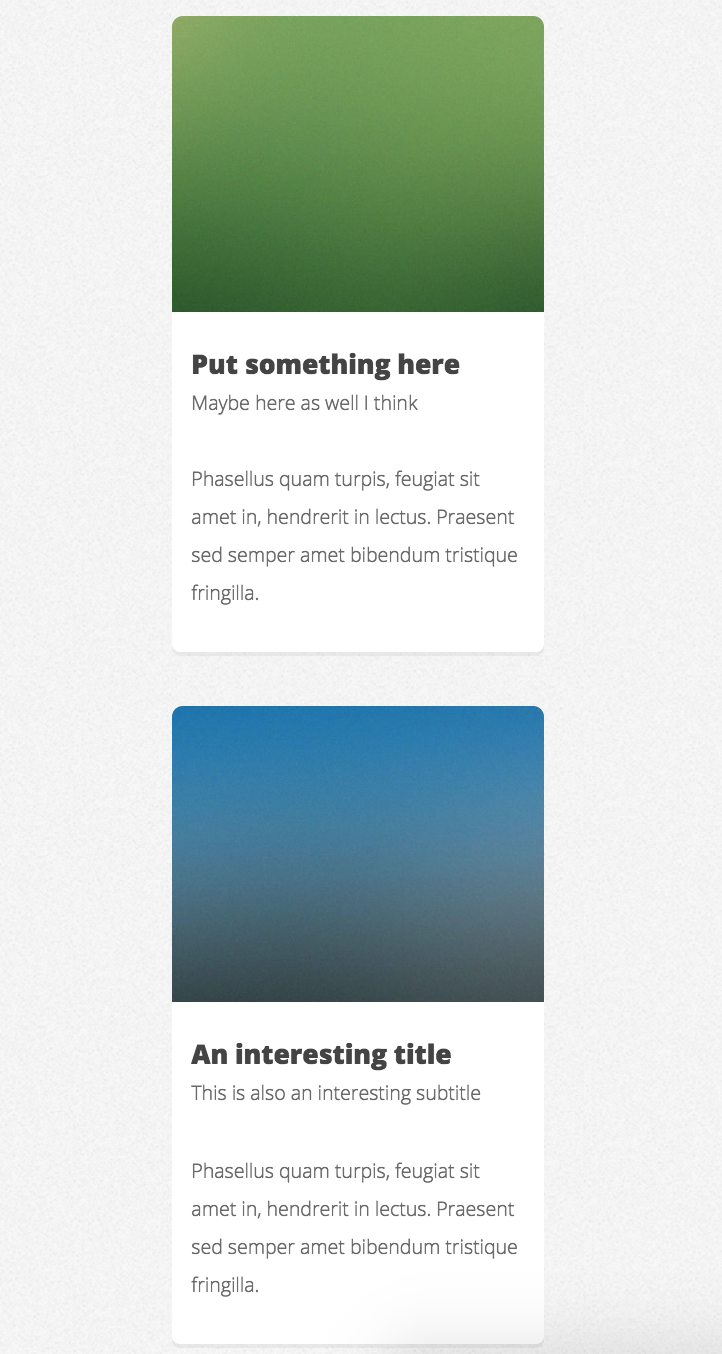 Put something here
Maybe here as well I think
Phasellus quam turpis, feugiat sit
amet in, hendrerit in lectus. Praesent
sed semper amet bibendum tristique
fringilla.
An interesting title
This is also an interesting subtitle
Phasellus quam turpis, feugiat sit
amet in, hendrerit in lectus. Praesent
sed semper amet bibendum tristique
fringilla.